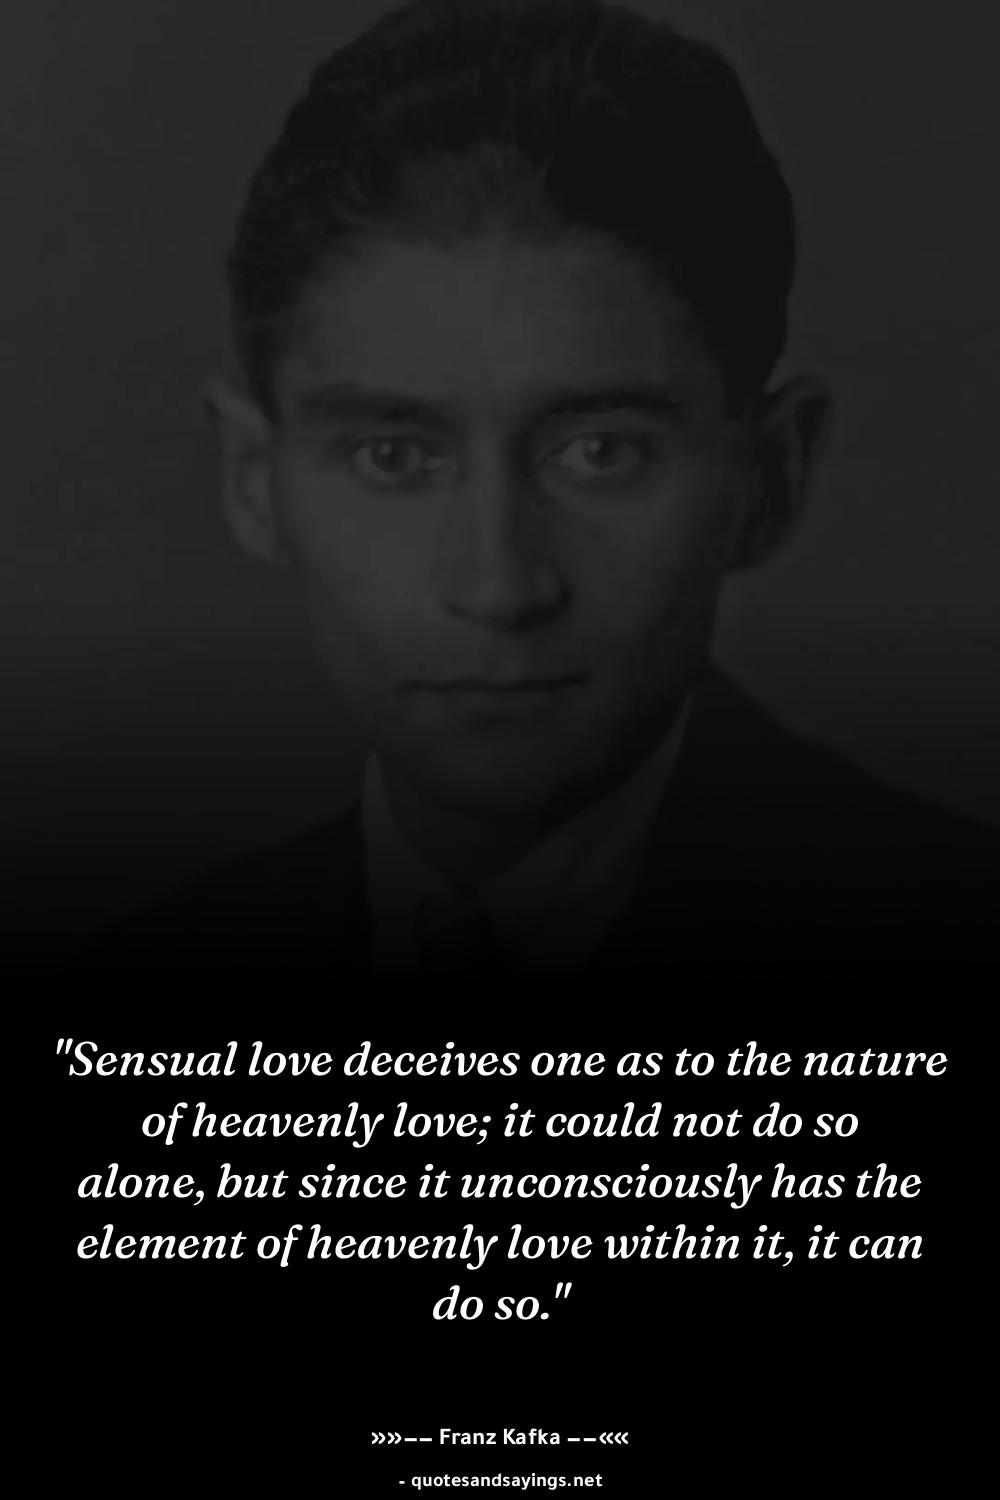 "Sensual love deceives one as to the nature
of heavenly love; it could not do so
alone, but since it unconsciously has the
element of heavenly love within it, it can
do so."
»»–– Franz Kafka ––««
- quotesandsayings.net